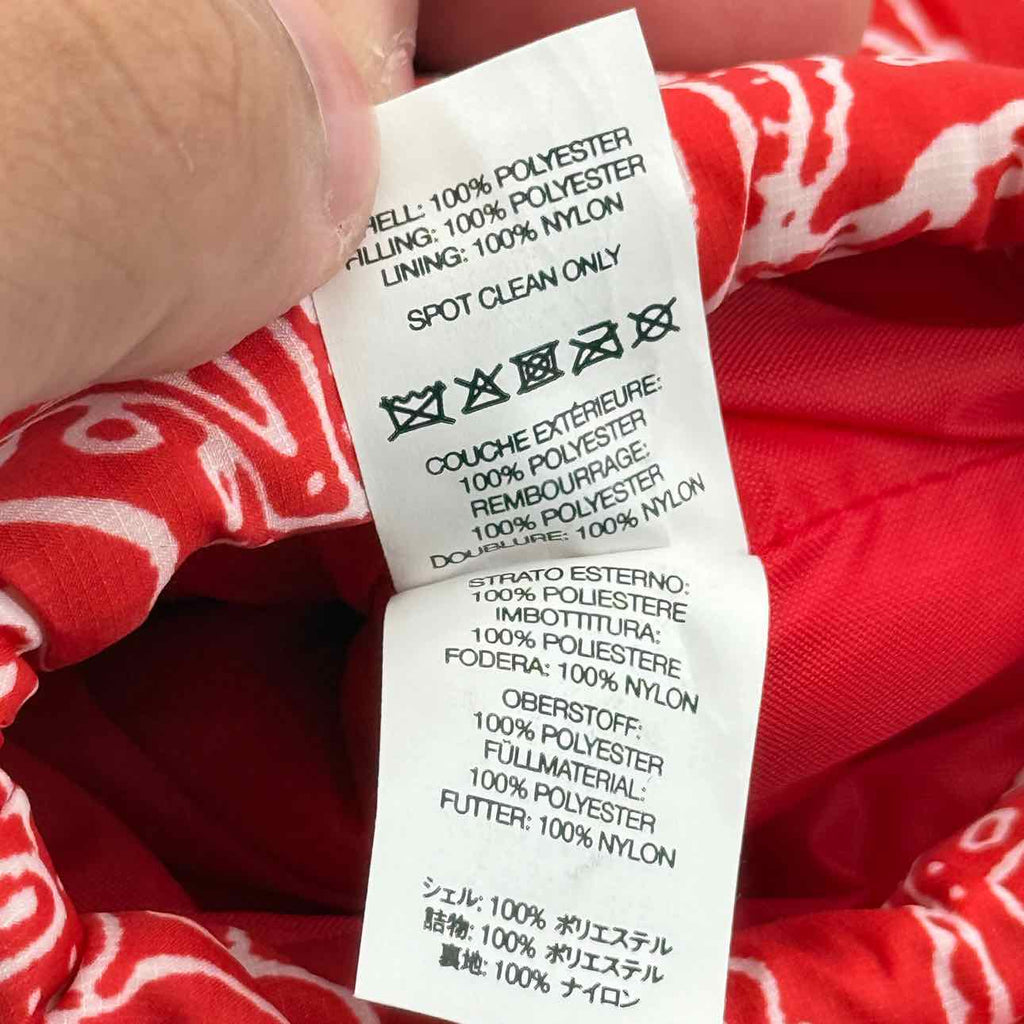 HELL: 100% POLYESTER
FILLING: 100% POLYESTER
LINING: 100% NYLON
SPOT CLEAN ONLY
COUCHE EXTÉRIEURE:
100% POLYESTER
REMBOURRAGE:
100% POLYESTER
DOUBLURE: 100% NYLON
STRATO ESTERNO:
100% POLIESTERE
IMBOTTITURA:
100% POLIESTERE
FODERA: 100% NYLON
OBERSTOFF:
100% POLYESTER
FÜLLMATERIAL:
100% POLYESTER
FUTTER: 100% NYLON
シェル: 100% ポリエステル
詰物: 100% ポリエステル
裏地: 100% ナイロン